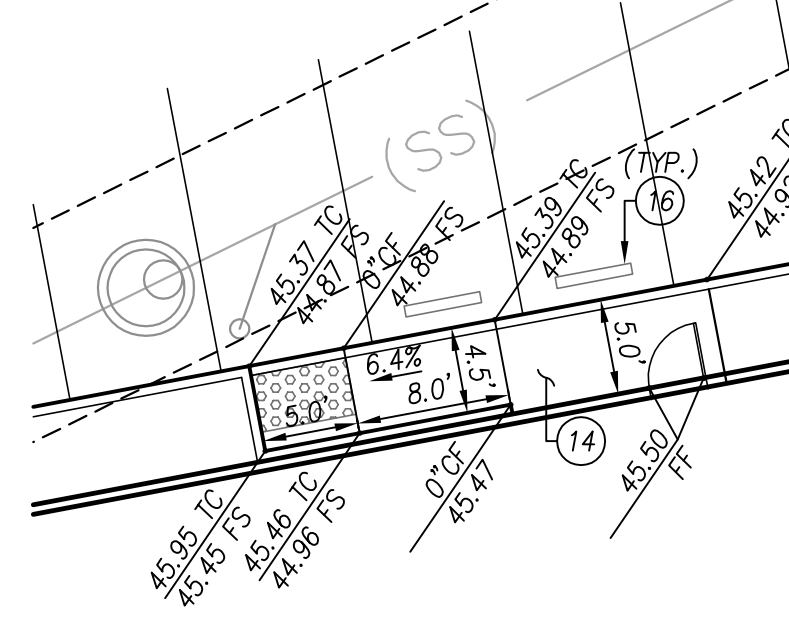 (SS)
(TYP.)
16
45.37 TC
44.87 FS
0"CF
44.88 FS
45.39 TC
44.89 FS
45.42 TC
6.4%
8.0'
4.5'
5.0'
5.0'
14
45.95 TC
45.45 FS
45.46 TC
44.96 FS
0"CF
45.47
45.50
FF